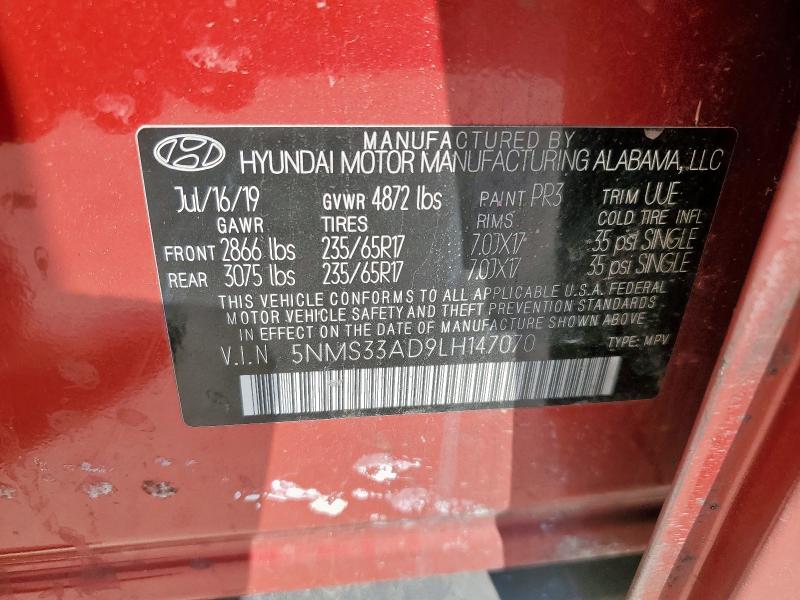 MANUFACTURED BY
HYUNDAI MOTOR MANUFACTURING ALABAMA, LLC
Jul/16/19 GVWR 4872 lbs PAINT PR3 TRIM UUE
GAWR TIRES RIMS COLD TIRE INFL
FRONT 2866 lbs 235/65R17 7.0JX17 35 psi SINGLE
REAR 3075 lbs 235/65R17 7.0JX17 35 psi SINGLE
THIS VEHICLE CONFORMS TO ALL APPLICABLE U.S.A. FEDERAL
MOTOR VEHICLE SAFETY AND THEFT PREVENTION STANDARDS
IN EFFECT ON THE DATE OF MANUFACTURE SHOWN ABOVE.
V.I.N 5NMS33AD9LH147070 TYPE: MPV